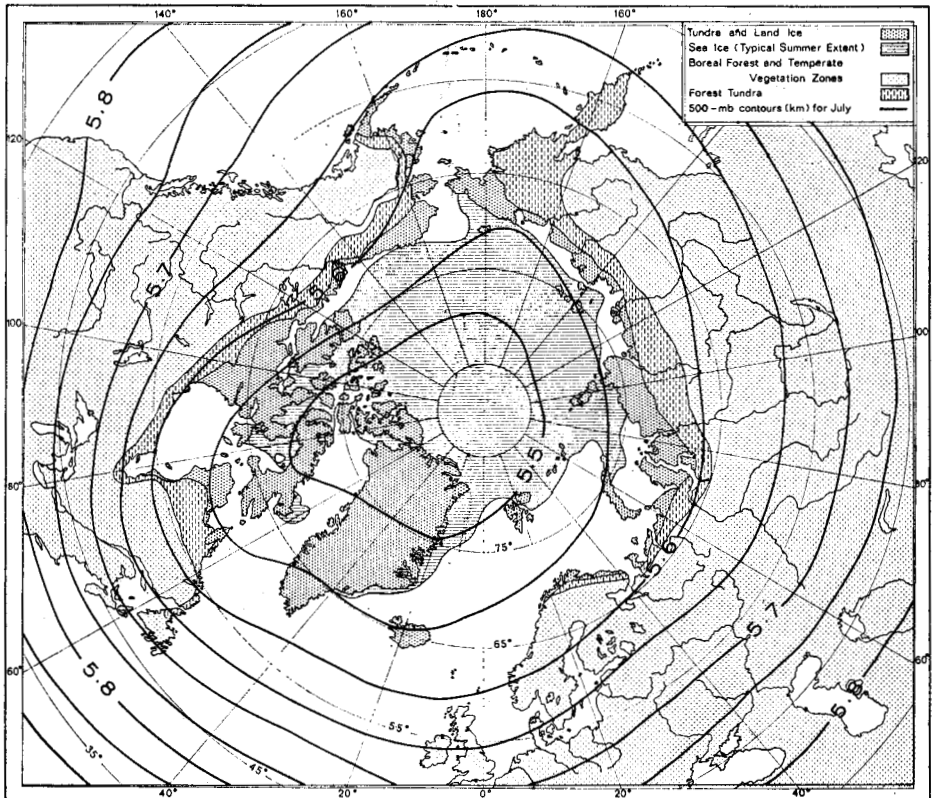 140° 160° 180° 160°
Tundra and Land Ice
Sea Ice (Typical Summer Extent)
Boreal Forest and Temperate
Vegetation Zones
Forest Tundra
500-mb contours (km) for July
5·8
120
120
5·7
100
5·5
80°
80°
75°
5·6
65°
5·7
60°
60°
5·8
5·8
55°
35°
45°
40° 20° 0° 20° 40°